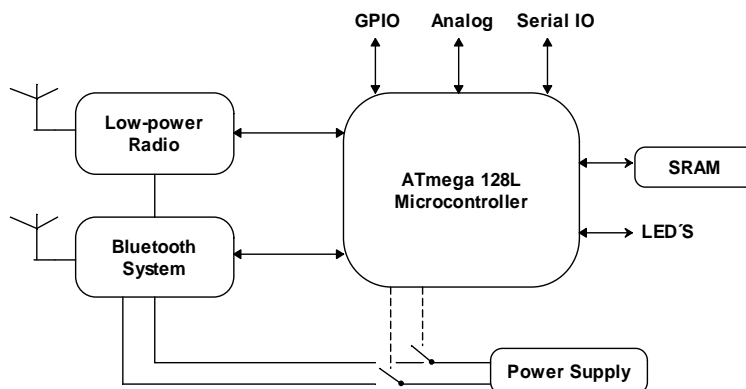 GPIO
Analog
Serial IO
Low-power
Radio
ATmega 128L
Microcontroller
SRAM
Bluetooth
System
LED´S
Power Supply